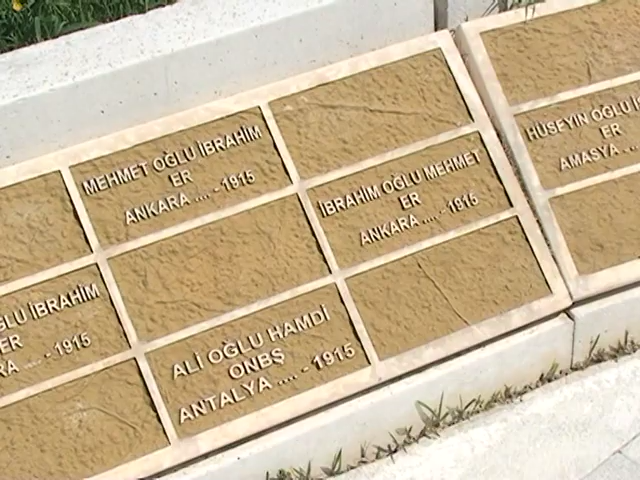 MEHMET OĞLU İBRAHİM
ER
ANKARA .... - 1915
İBRAHİM OĞLU MEHMET
ER
ANKARA .... - 1915
HÜSEYİN OĞLU
ER
AMASYA ...
İBRAHİM
ER
.... - 1915
ALİ OĞLU HAMDİ
ONBŞ
ANTALYA .... - 1915